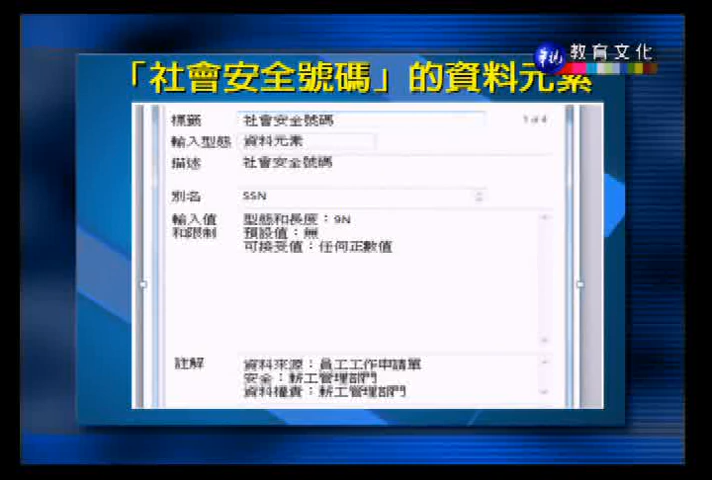 華視 教育文化
「社會安全號碼」的資料元素
標籤 社會安全號碼 1 of 4
輸入型態 資料元素
描述 社會安全號碼
別名 SSN
輸入值 型態和長度：9N
和限制 預設值：無
可接受值：任何正數值
註解 資料來源：員工工作申請單
安全：薪工管理部門
資料權責：薪工管理部門